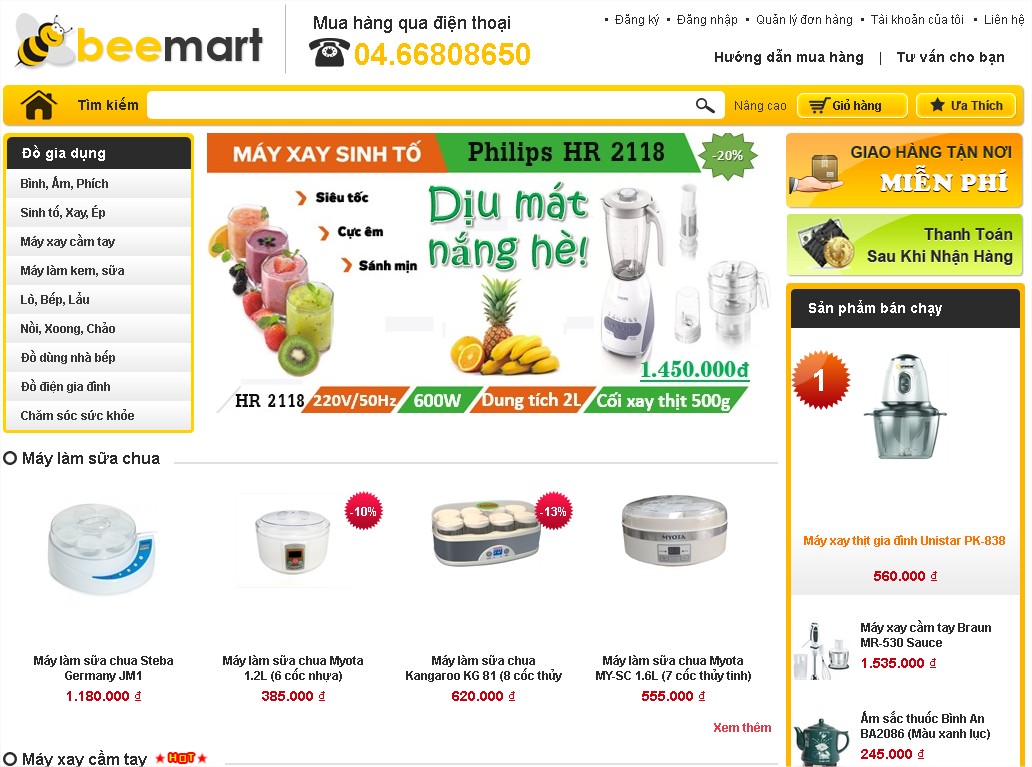 beemart
Mua hàng qua điện thoại
04.66808650
• Đăng ký • Đăng nhập • Quản lý đơn hàng • Tài khoản của tôi • Liên hệ
Hướng dẫn mua hàng | Tư vấn cho bạn
Tìm kiếm
Nâng cao
Giỏ hàng
Ưa Thích
Đồ gia dụng
Bình, Ấm, Phích
Sinh tố, Xay, Ép
Máy xay cầm tay
Máy làm kem, sữa
Lò, Bếp, Lẩu
Nồi, Xoong, Chảo
Đồ dùng nhà bếp
Đồ điện gia đình
Chăm sóc sức khỏe
MÁY XAY SINH TỐ
Philips HR 2118
-20%
Siêu tốc
Cực êm
Sánh mịn
Dịu mát
nắng hè!
1.450.000đ
HR 2118 220V/50Hz 600W Dung tích 2L Cối xay thịt 500g
GIAO HÀNG TẬN NƠI
MIỄN PHÍ
Thanh Toán
Sau Khi Nhận Hàng
Sản phẩm bán chạy
1
Máy xay thịt gia đình Unistar PK-838
560.000 ₫
Máy xay cầm tay Braun
MR-530 Sauce
1.535.000 ₫
Ấm sắc thuốc Bình An
BA2086 (Màu xanh lục)
245.000 ₫
Máy làm sữa chua
-10%
-13%
MYOTA
Máy làm sữa chua Steba
Germany JM1
1.180.000 ₫
Máy làm sữa chua Myota
1.2L (6 cốc nhựa)
385.000 ₫
Máy làm sữa chua
Kangaroo KG 81 (8 cốc thủy
620.000 ₫
Máy làm sữa chua Myota
MY-SC 1.6L (7 cốc thủy tinh)
555.000 ₫
Xem thêm
Máy xay cầm tay HOT